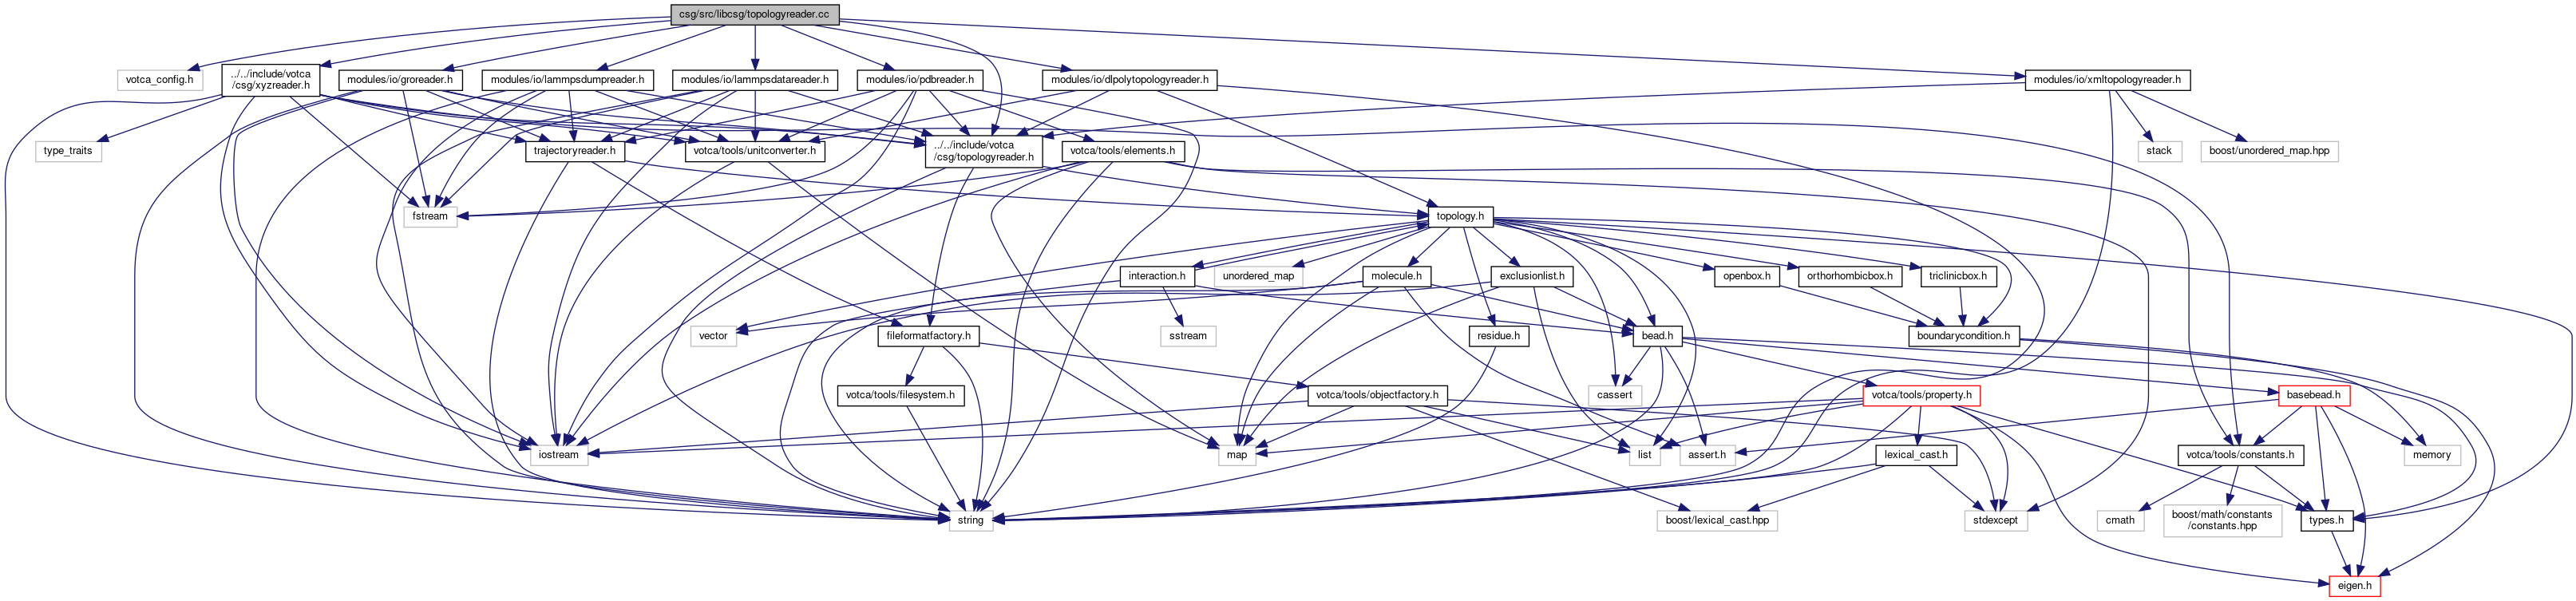 csg/src/libcsg/topologyreader.cc
votca_config.h
../../include/votca
/csg/xyzreader.h
modules/io/groreader.h
modules/io/lammpsdumpreader.h
modules/io/lammpsdatareader.h
modules/io/pdbreader.h
modules/io/dlpolytopologyreader.h
modules/io/xmltopologyreader.h
type_traits
trajectoryreader.h
votca/tools/unitconverter.h
../../include/votca
/csg/topologyreader.h
votca/tools/elements.h
stack
boost/unordered_map.hpp
fstream
topology.h
interaction.h
unordered_map
molecule.h
exclusionlist.h
openbox.h
orthorhombicbox.h
triclinicbox.h
vector
fileformatfactory.h
sstream
residue.h
bead.h
boundarycondition.h
votca/tools/filesystem.h
votca/tools/objectfactory.h
cassert
votca/tools/property.h
basebead.h
iostream
map
list
assert.h
lexical_cast.h
votca/tools/constants.h
memory
string
boost/lexical_cast.hpp
stdexcept
cmath
boost/math/constants
/constants.hpp
types.h
eigen.h